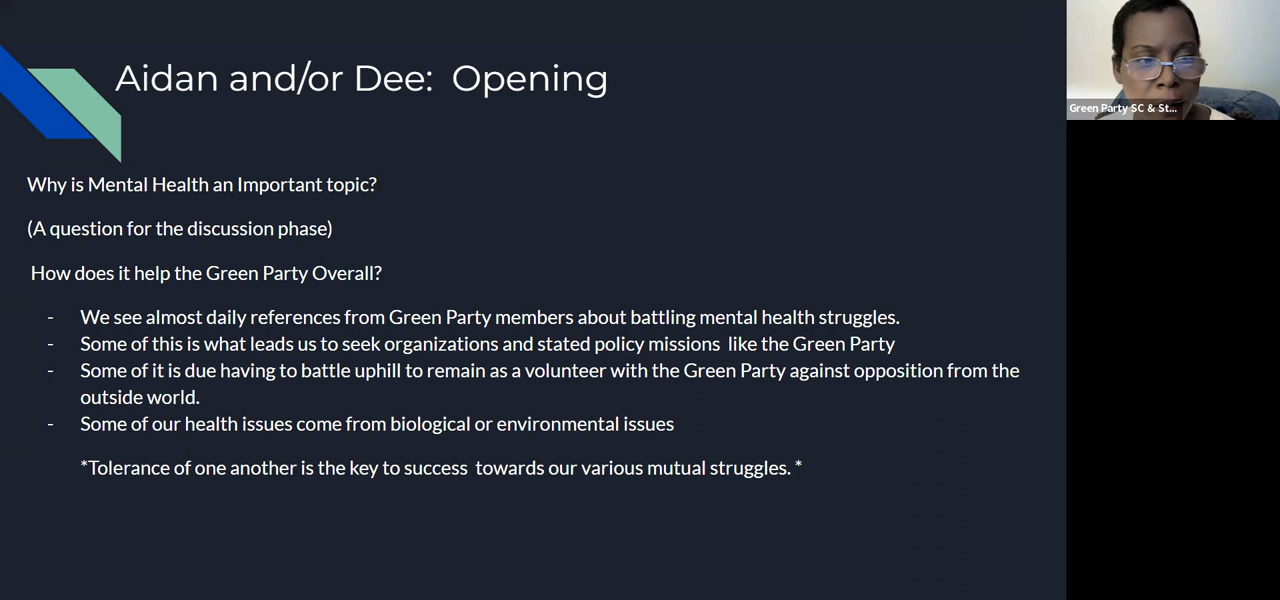 Aidan and/or Dee: Opening
Green Party SC & St...
Why is Mental Health an Important topic?
(A question for the discussion phase)
How does it help the Green Party Overall?
- We see almost daily references from Green Party members about battling mental health struggles.
- Some of this is what leads us to seek organizations and stated policy missions like the Green Party
- Some of it is due having to battle uphill to remain as a volunteer with the Green Party against opposition from the
outside world.
- Some of our health issues come from biological or environmental issues
*Tolerance of one another is the key to success towards our various mutual struggles. *